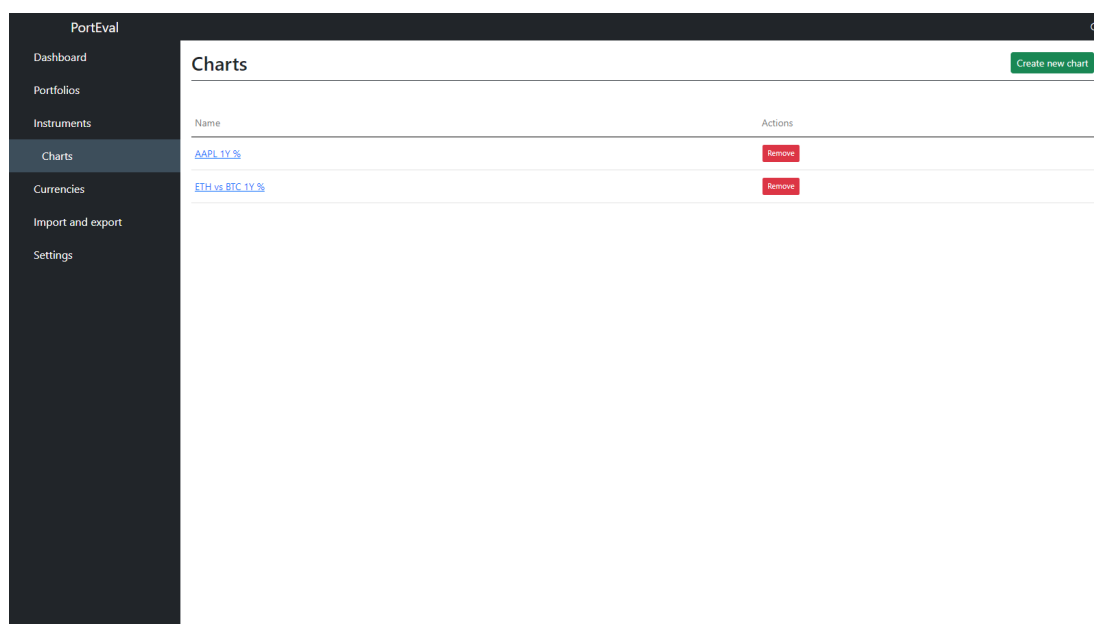 PortEval
Dashboard
Portfolios
Instruments
Charts
Currencies
Import and export
Settings
Charts
Create new chart
Name Actions
AAPL 1Y % Remove
ETH vs BTC 1Y % Remove